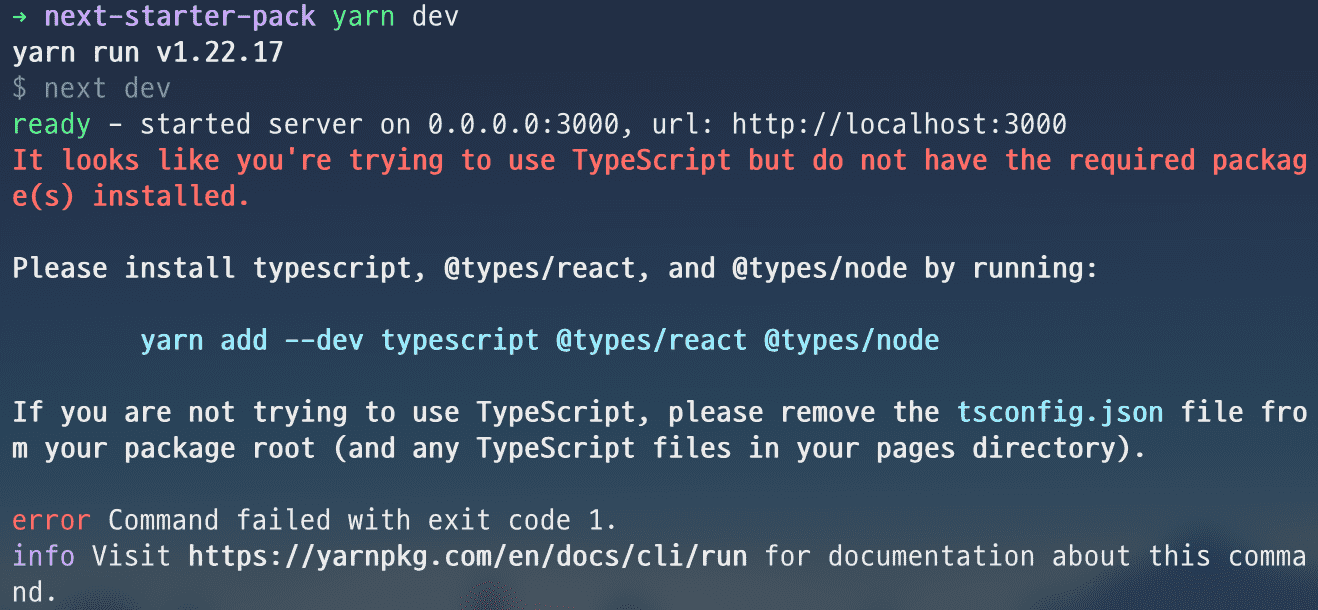 → next-starter-pack yarn dev
yarn run v1.22.17
$ next dev
ready - started server on 0.0.0.0:3000, url: http://localhost:3000
It looks like you're trying to use TypeScript but do not have the required packag
e(s) installed.
Please install typescript, @types/react, and @types/node by running:
yarn add --dev typescript @types/react @types/node
If you are not trying to use TypeScript, please remove the tsconfig.json file fro
m your package root (and any TypeScript files in your pages directory).
error Command failed with exit code 1.
info Visit https://yarnpkg.com/en/docs/cli/run for documentation about this comma
nd.